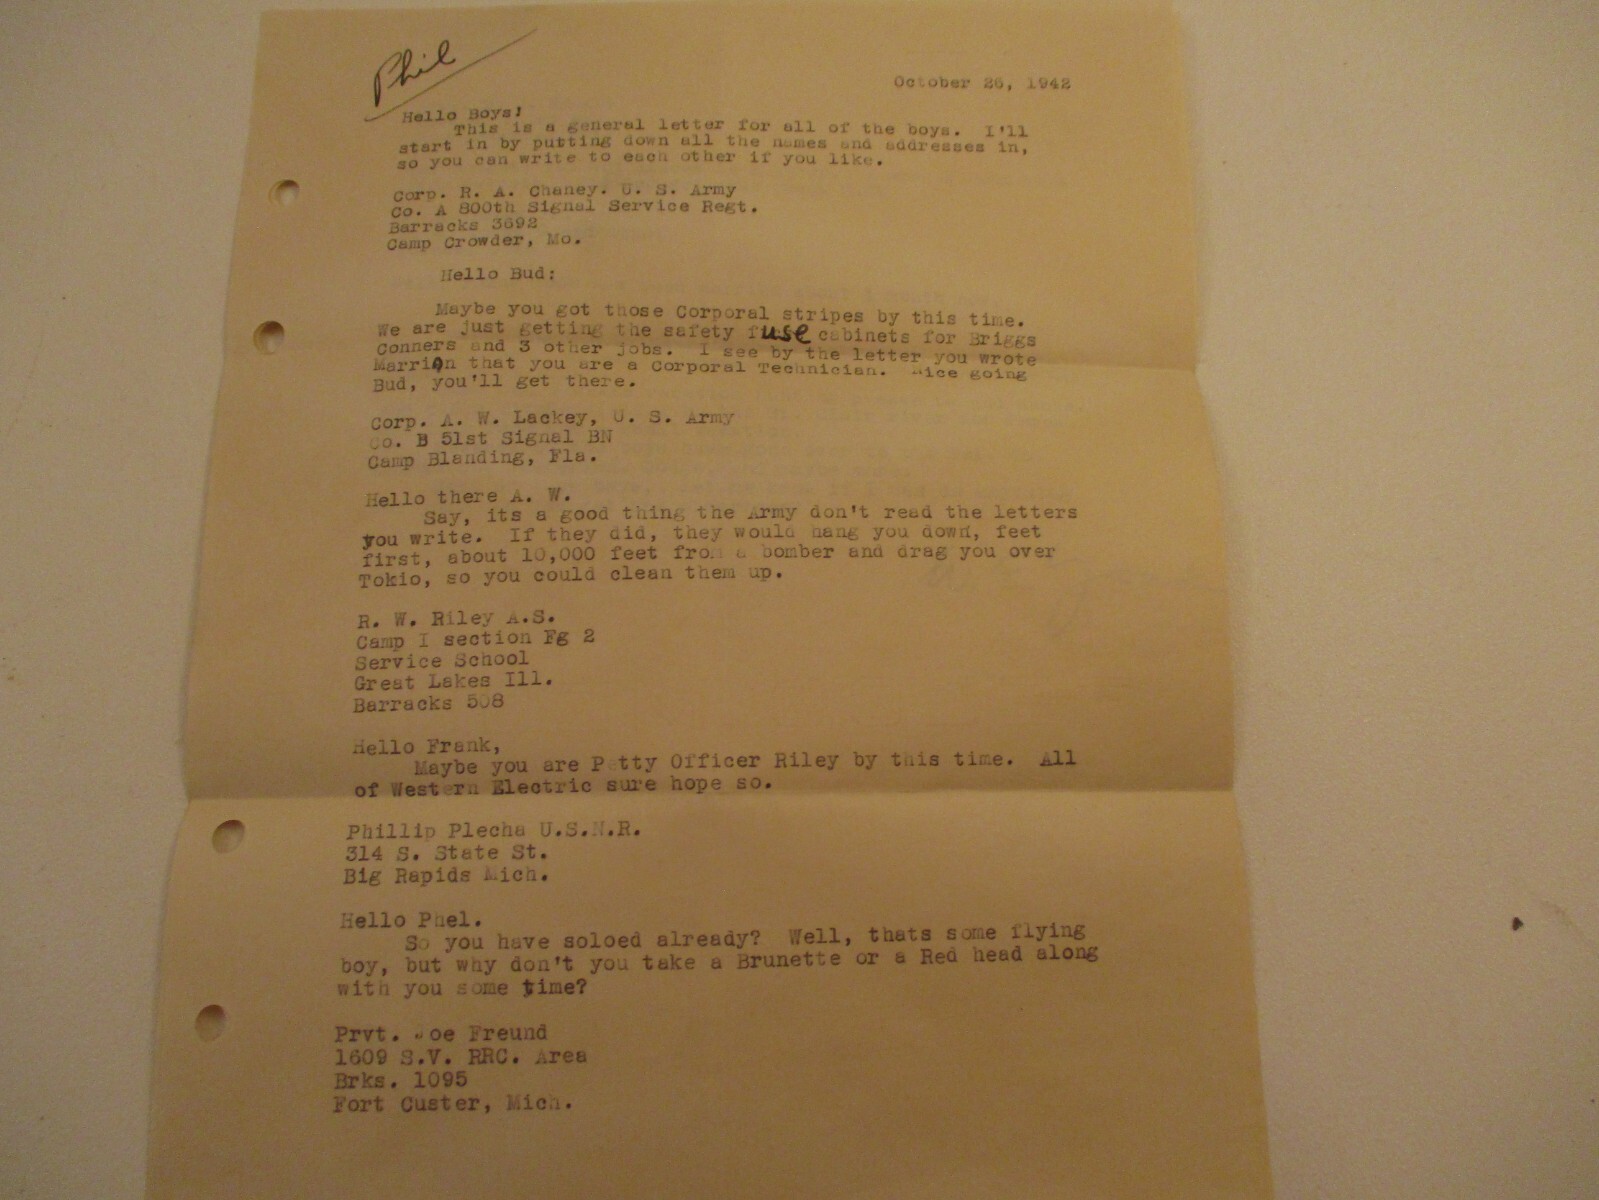 Phil
October 26, 1942
Hello Boys!
This is a general letter for all of the boys. I'll
start in by putting down all the names and addresses in,
so you can write to each other if you like.
Corp. R. A. Chaney. U. S. Army
Co. A 800th Signal Service Regt.
Barracks 3692
Camp Crowder, Mo.
Hello Bud:
Maybe you got those Corporal stripes by this time.
We are just getting the safety fuse cabinets for Briggs
Conners and 3 other jobs. I see by the letter you wrote
Marrion that you are a Corporal Technician. Nice going
Bud, you'll get there.
Corp. A. W. Lackey, U. S. Army
Co. B 51st Signal BN
Camp Blanding, Fla.
Hello there A. W.
Say, its a good thing the Army don't read the letters
you write. If they did, they would hang you down, feet
first, about 10,000 feet from a bomber and drag you over
Tokio, so you could clean them up.
R. W. Riley A.S.
Camp I section Fg 2
Service School
Great Lakes Ill.
Barracks 508
Hello Frank,
Maybe you are Petty Officer Riley by this time. All
of Western Electric sure hope so.
Phillip Plecha U.S.N.R.
314 S. State St.
Big Rapids Mich.
Hello Phel.
So you have soloed already? Well, thats some flying
boy, but why don't you take a Brunette or a Red head along
with you some time?
Prvt. Joe Freund
1609 S.V. RRC. Area
Brks. 1095
Fort Custer, Mich.